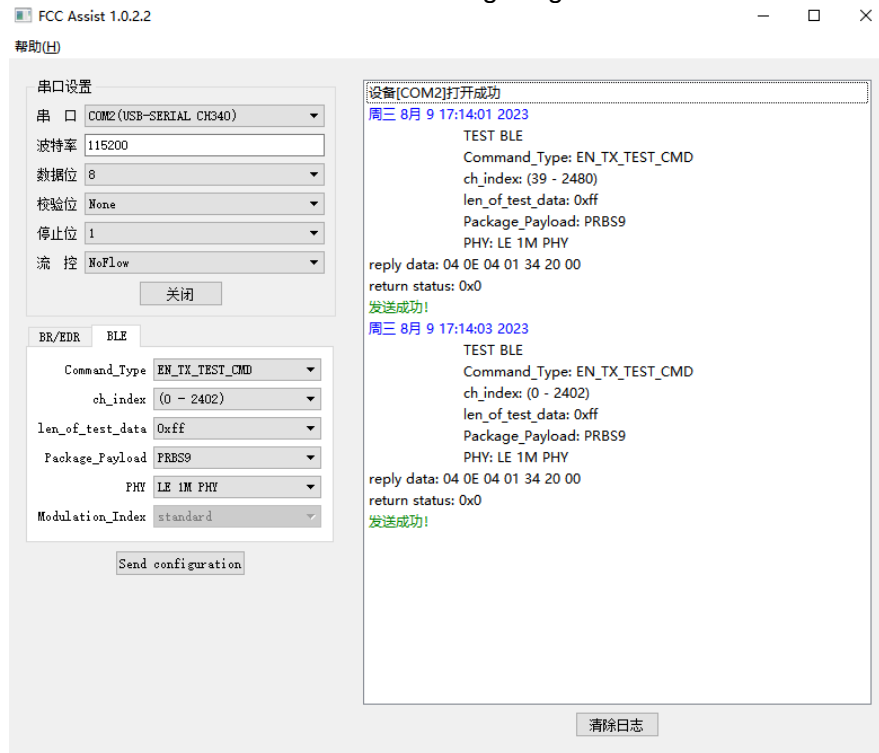 FCC Assist 1.0.2.2
帮助(H)
串口设置
串 口 COM2(USB-SERIAL CH340)
波特率 115200
数据位 8
校验位 None
停止位 1
流 控 NoFlow
关闭
BR/EDR BLE
Command_Type EN_TX_TEST_CMD
ch_index (0 - 2402)
len_of_test_data 0xff
Package_Payload PRBS9
PHY LE 1M PHY
Modulation_Index standard
Send configuration
设备[COM2]打开成功
周三 8月 9 17:14:01 2023
TEST BLE
Command_Type: EN_TX_TEST_CMD
ch_index: (39 - 2480)
len_of_test_data: 0xff
Package_Payload: PRBS9
PHY: LE 1M PHY
reply data: 04 0E 04 01 34 20 00
return status: 0x0
发送成功!
周三 8月 9 17:14:03 2023
TEST BLE
Command_Type: EN_TX_TEST_CMD
ch_index: (0 - 2402)
len_of_test_data: 0xff
Package_Payload: PRBS9
PHY: LE 1M PHY
reply data: 04 0E 04 01 34 20 00
return status: 0x0
发送成功!
清除日志